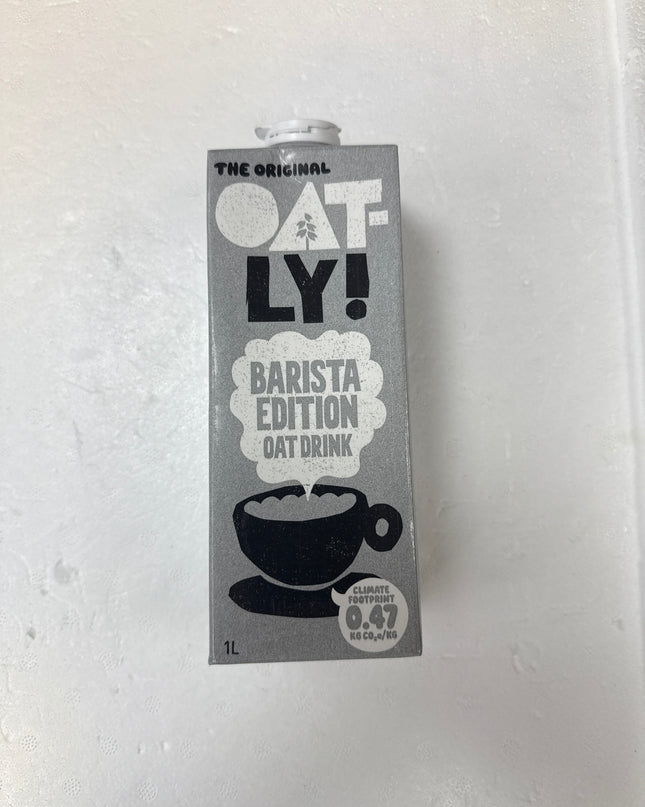 THE ORIGINAL
OAT-
LY!
BARISTA
EDITION
OAT DRINK
CLIMATE
FOOTPRINT
0.47
KG CO₂e/KG
1L